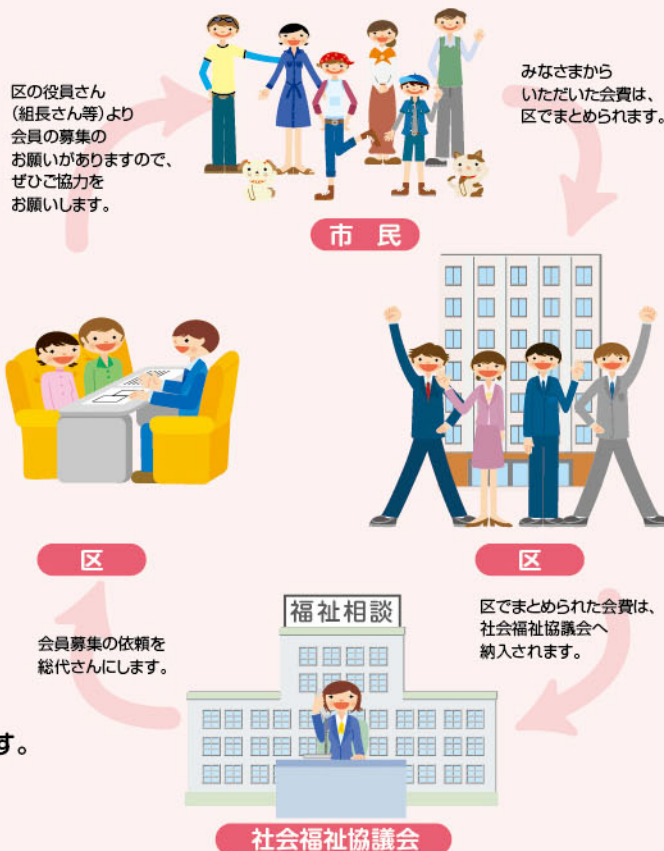 区の役員さん
(組長さん等)より
会員の募集の
お願いがありますので、
ぜひご協力を
お願いします。
みなさまから
いただいた会費は、
区でまとめられます。
市民
区
区
会員募集の依頼を
総代さんにします。
福祉相談
区でまとめられた会費は、
社会福祉協議会へ
納入されます。
す。
社会福祉協議会